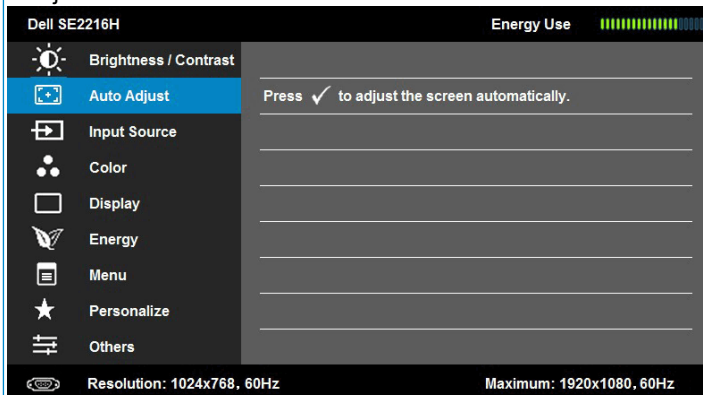 Dell SE2216H Energy Use
Brightness / Contrast
Auto Adjust Press ✓ to adjust the screen automatically.
Input Source
Color
Display
Energy
Menu
Personalize
Others
Resolution: 1024x768, 60Hz Maximum: 1920x1080, 60Hz